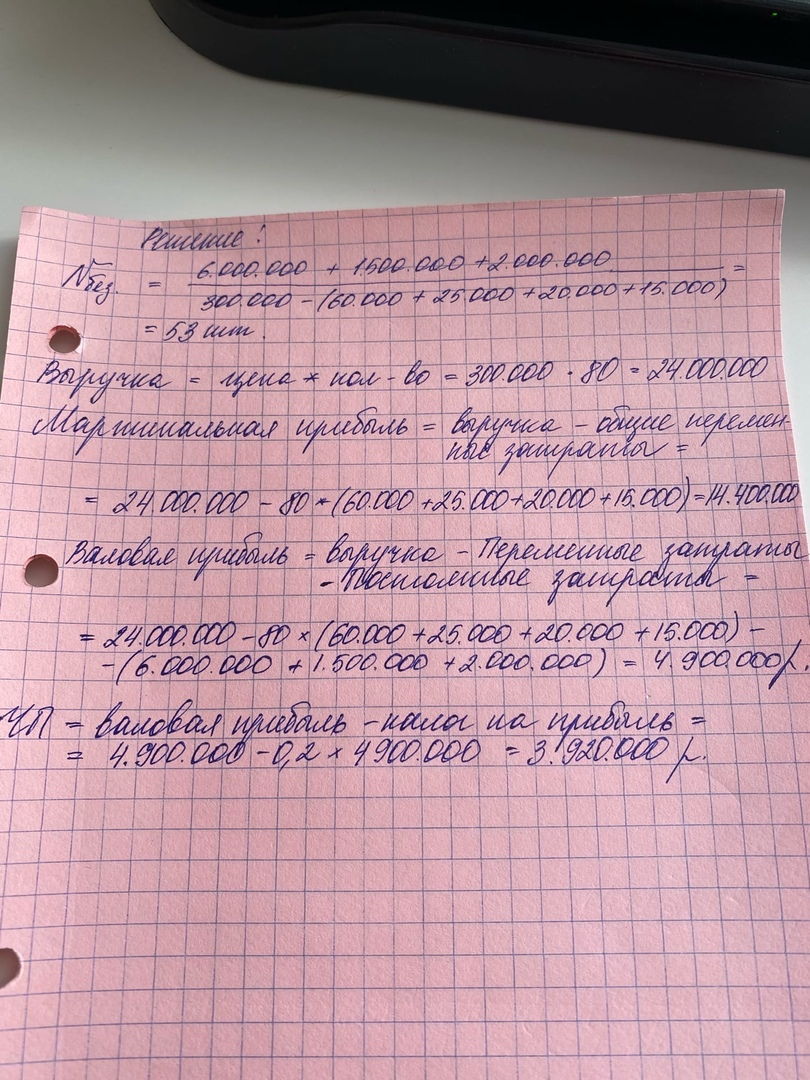 Решение!
Nбез. = 6.000.000 + 1500.000 + 2.000.000 =
300.000 – (60.000 + 25.000 + 20.000 + 15.000)
= 53 шт.
Выручка = цена * кол-во = 300.000 · 80 = 24.000.000
Маржинальная прибыль = выручка – общие перемен-
ные затраты =
= 24.000.000 – 80 * (60.000 + 25.000 + 20.000 + 15.000) = 14.400.000
Валовая прибыль = выручка – Переменные затраты
- Постоянные затраты =
= 24.000.000 – 80 × (60.000 + 25.000 + 20.000 + 15.000) –
– (6.000.000 + 1.500.000 + 2.000.000) = 4.900.000 р.
ЧП = валовая прибыль – налог на прибыль =
= 4.900.000 – 0,2 × 4900.000 = 3.920.000 р.